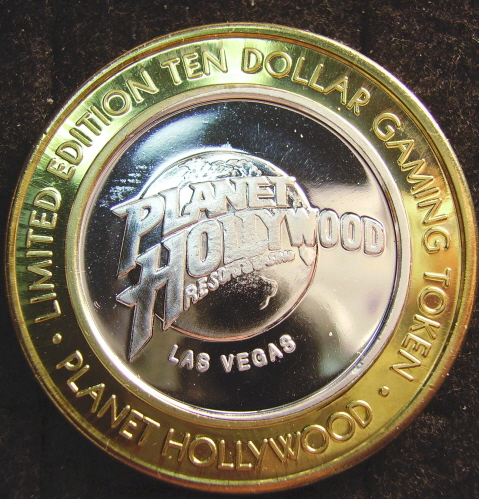 LIMITED EDITION TEN DOLLAR GAMING TOKEN
• PLANET HOLLYWOOD •
PLANET
HOLLYWOOD
RESORT & CASINO
LAS VEGAS